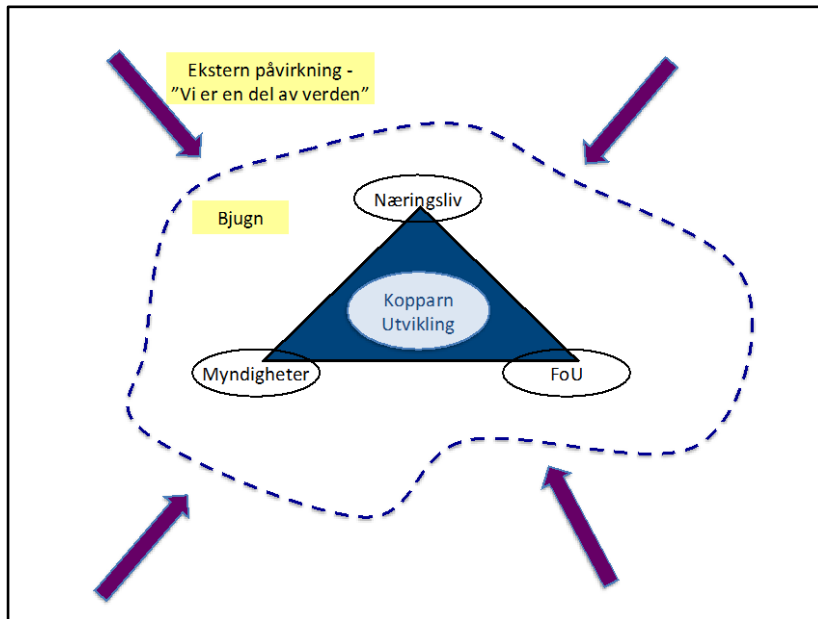 Ekstern påvirkning -
”Vi er en del av verden”
Næringsliv
Bjugn
Kopparn
Utvikling
Myndigheter
FoU